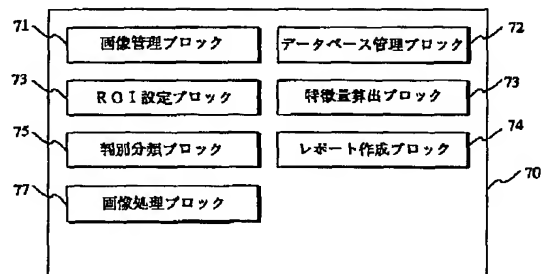 71 画像管理ブロック データベース管理ブロック 72
73 ROI設定ブロック 特徴量算出ブロック 73
75 判別分類ブロック レポート作成ブロック 74
77 画像処理ブロック
70